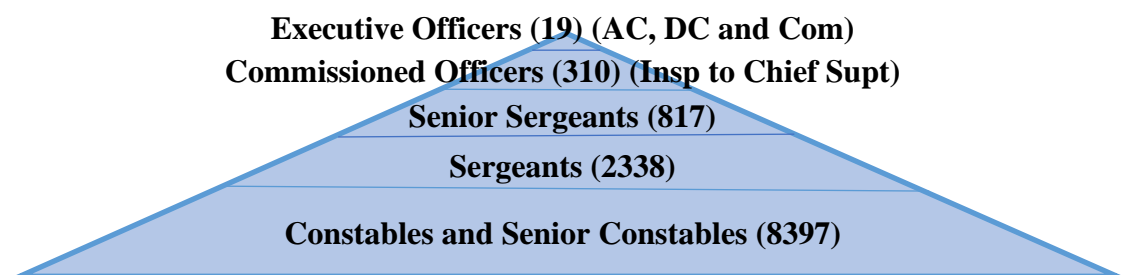 Executive Officers (19) (AC, DC and Com)
Commissioned Officers (310) (Insp to Chief Supt)
Senior Sergeants (817)
Sergeants (2338)
Constables and Senior Constables (8397)